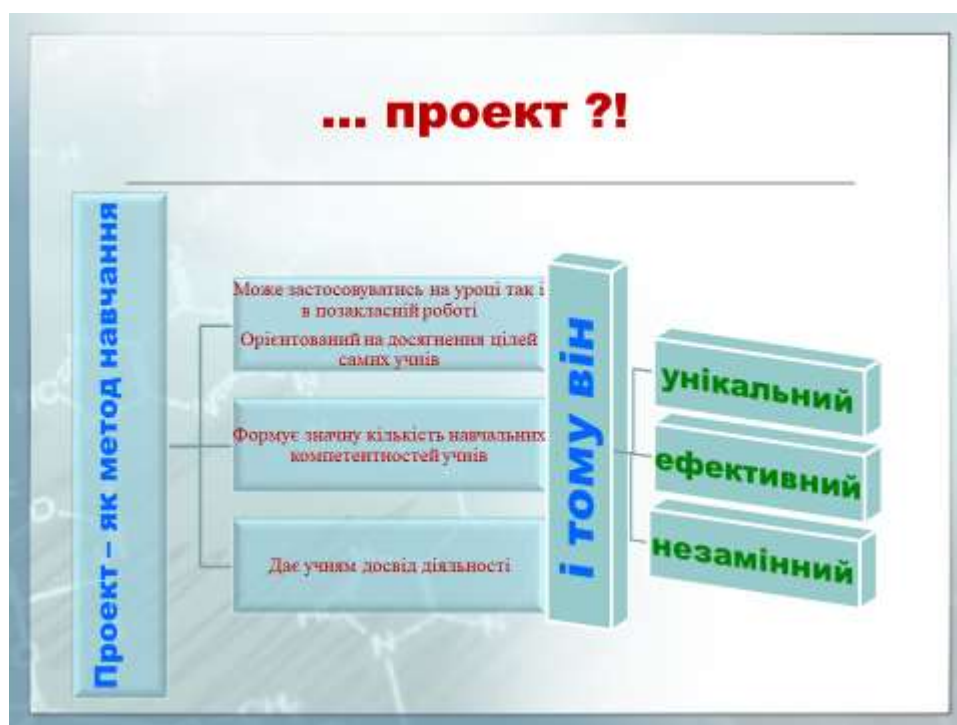 ... проект ?!
Проект – як метод навчання
Може застосовуватись на уроці так і
в позакласній роботі
Орієнтований на досягнення цілей
самих учнів
Формує значну кількість навчальних
компетентностей учнів
Дає учням досвід діяльності
і тому він
унікальний
ефективний
незамінний